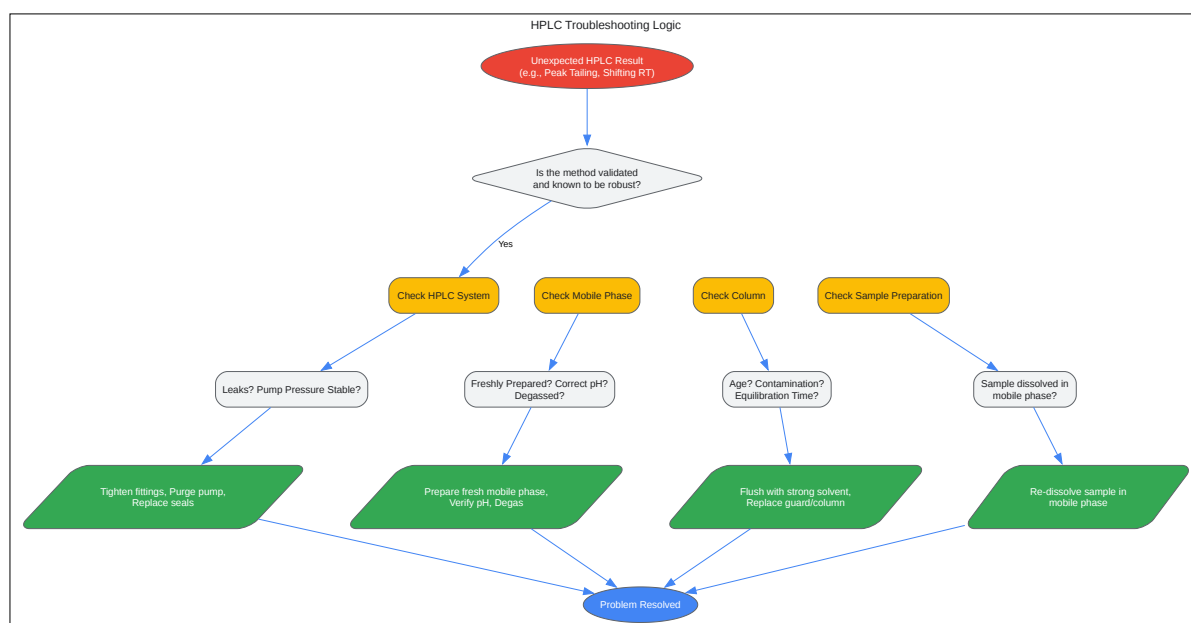 HPLC Troubleshooting Logic
Unexpected HPLC Result
(e.g., Peak Tailing, Shifting RT)
Is the method validated
and known to be robust?
Yes
Check HPLC System
Check Mobile Phase
Check Column
Check Sample Preparation
Leaks? Pump Pressure Stable?
Freshly Prepared? Correct pH?
Degassed?
Age? Contamination?
Equilibration Time?
Sample dissolved in
mobile phase?
Tighten fittings, Purge pump,
Replace seals
Prepare fresh mobile phase,
Verify pH, Degas
Flush with strong solvent,
Replace guard/column
Re-dissolve sample in
mobile phase
Problem Resolved